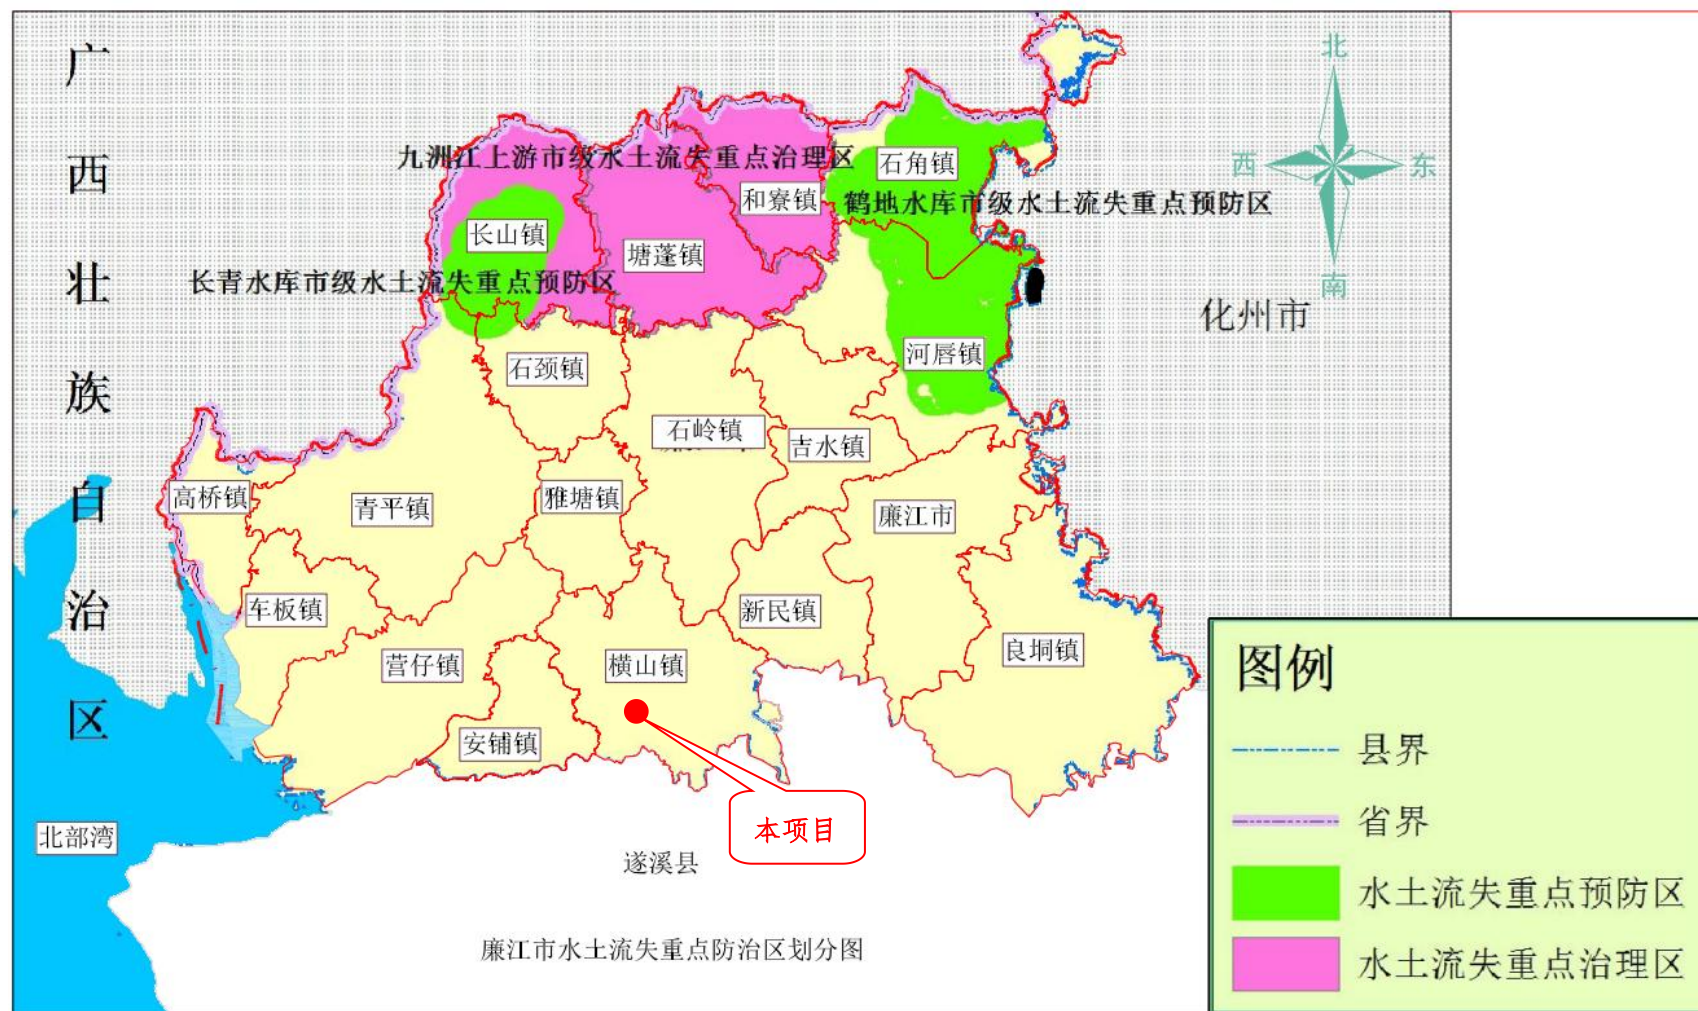 广
西
壮
族
自
治
区
北
西
东
南
九洲江上游市级水土流失重点治理区
石角镇
和寮镇
鹤地水库市级水土流失重点预防区
长山镇
塘蓬镇
长青水库市级水土流失重点预防区
化州市
河唇镇
石颈镇
石岭镇
吉水镇
高桥镇
青平镇
雅塘镇
廉江市
车板镇
新民镇
良垌镇
营仔镇
横山镇
安铺镇
本项目
北部湾
遂溪县
廉江市水土流失重点防治区划分图
图例
县界
省界
水土流失重点预防区
水土流失重点治理区